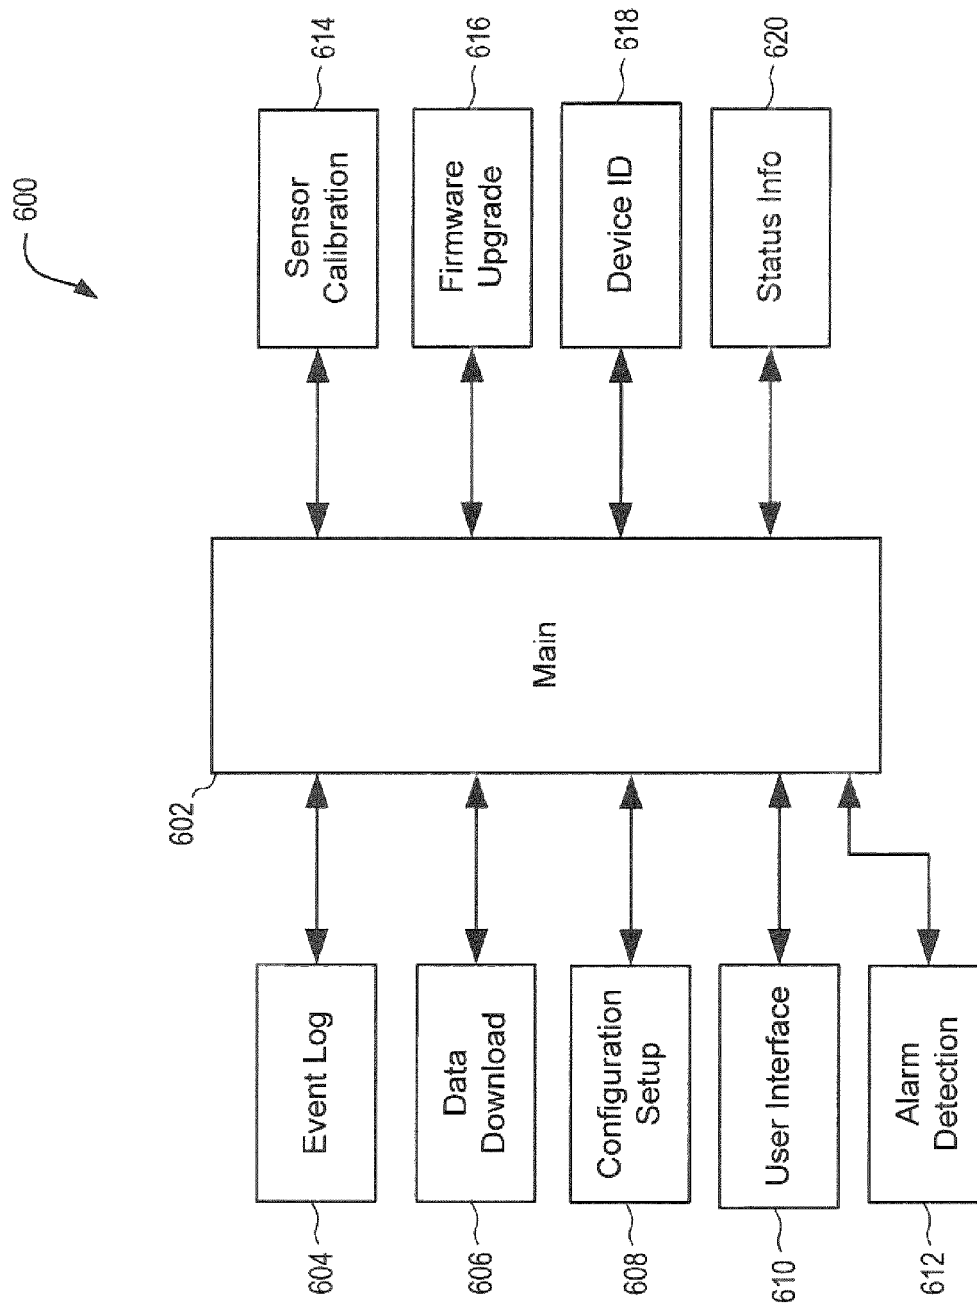 600
602
Main
604
Event Log
606
Data
Download
608
Configuration
Setup
610
User Interface
612
Alarm
Detection
Sensor
Calibration
614
Firmware
Upgrade
616
Device ID
618
Status Info
620